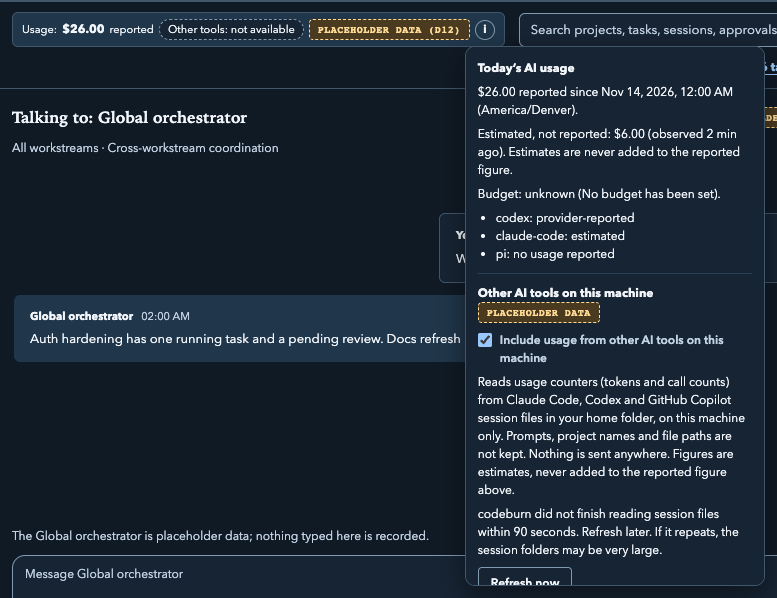 Usage: $26.00 reported Other tools: not available PLACEHOLDER DATA (D12) i
Search projects, tasks, sessions, approvals
Talking to: Global orchestrator
All workstreams · Cross-workstream coordination
Global orchestrator 02:00 AM
Auth hardening has one running task and a pending review. Docs refresh
The Global orchestrator is placeholder data; nothing typed here is recorded.
Message Global orchestrator
Today's AI usage
$26.00 reported since Nov 14, 2026, 12:00 AM
(America/Denver).
Estimated, not reported: $6.00 (observed 2 min
ago). Estimates are never added to the reported
figure.
Budget: unknown (No budget has been set).
• codex: provider-reported
• claude-code: estimated
• pi: no usage reported
Other AI tools on this machine
PLACEHOLDER DATA
Include usage from other AI tools on this
machine
Reads usage counters (tokens and call counts)
from Claude Code, Codex and GitHub Copilot
session files in your home folder, on this machine
only. Prompts, project names and file paths are
not kept. Nothing is sent anywhere. Figures are
estimates, never added to the reported figure
above.
codeburn did not finish reading session files
within 90 seconds. Refresh later. If it repeats, the
session folders may be very large.
Refresh now